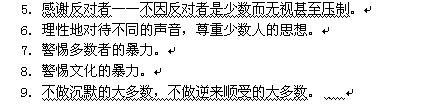 5. 感谢反对者——不因反对者是少数而无视甚至压制。
6. 理性地对待不同的声音，尊重少数人的思想。
7. 警惕多数者的暴力。
8. 警惕文化的暴力。
9. 不做沉默的大多数，不做逆来顺受的大多数。